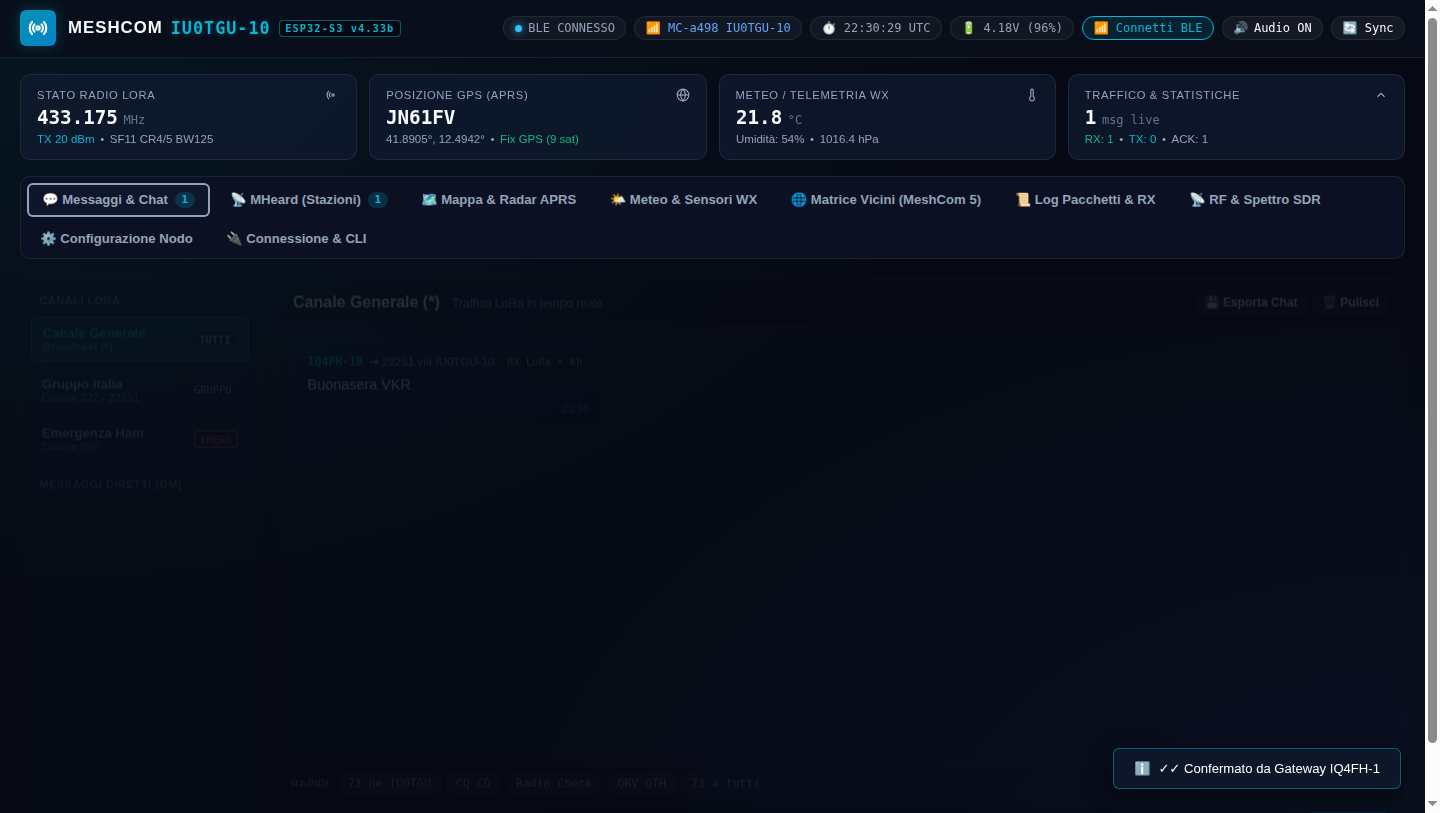 MESHCOM IU0TGU-10 ESP32-S3 v4.33b
BLE CONNESSO
MC-a498 IU0TGU-10
22:30:29 UTC
4.18V (96%)
Connetti BLE
Audio ON
Sync
STATO RADIO LORA
433.175 MHz
TX 20 dBm • SF11 CR4/5 BW125
POSIZIONE GPS (APRS)
JN61FV
41.8905°, 12.4942° • Fix GPS (9 sat)
METEO / TELEMETRIA WX
21.8 °C
Umidità: 54% • 1016.4 hPa
TRAFFICO & STATISTICHE
1 msg live
RX: 1 • TX: 0 • ACK: 1
Messaggi & Chat 1
MHeard (Stazioni) 1
Mappa & Radar APRS
Meteo & Sensori WX
Matrice Vicini (MeshCom 5)
Log Pacchetti & RX
RF & Spettro SDR
Configurazione Nodo
Connessione & CLI
CANALI LORA
Canale Generale
Broadcast (*)
TUTTI
Gruppo Italia
Canale 222 / 22251
GRUPPO
Emergenza Ham
Canale 999
EMERG
MESSAGGI DIRETTI (DM)
Canale Generale (*) Traffico LoRa in tempo reale
Esporta Chat
Pulisci
IQ4FH-10 ➔ 22251 via IU0TGU-10 · RX LoRa • 6h
Buonasera VKR
23:30
RAPIDI: 73 de IU0TGU
CQ CQ
Radio Check
QRV QTH
73 a tutti
ℹ️ ✓✓ Confermato da Gateway IQ4FH-1